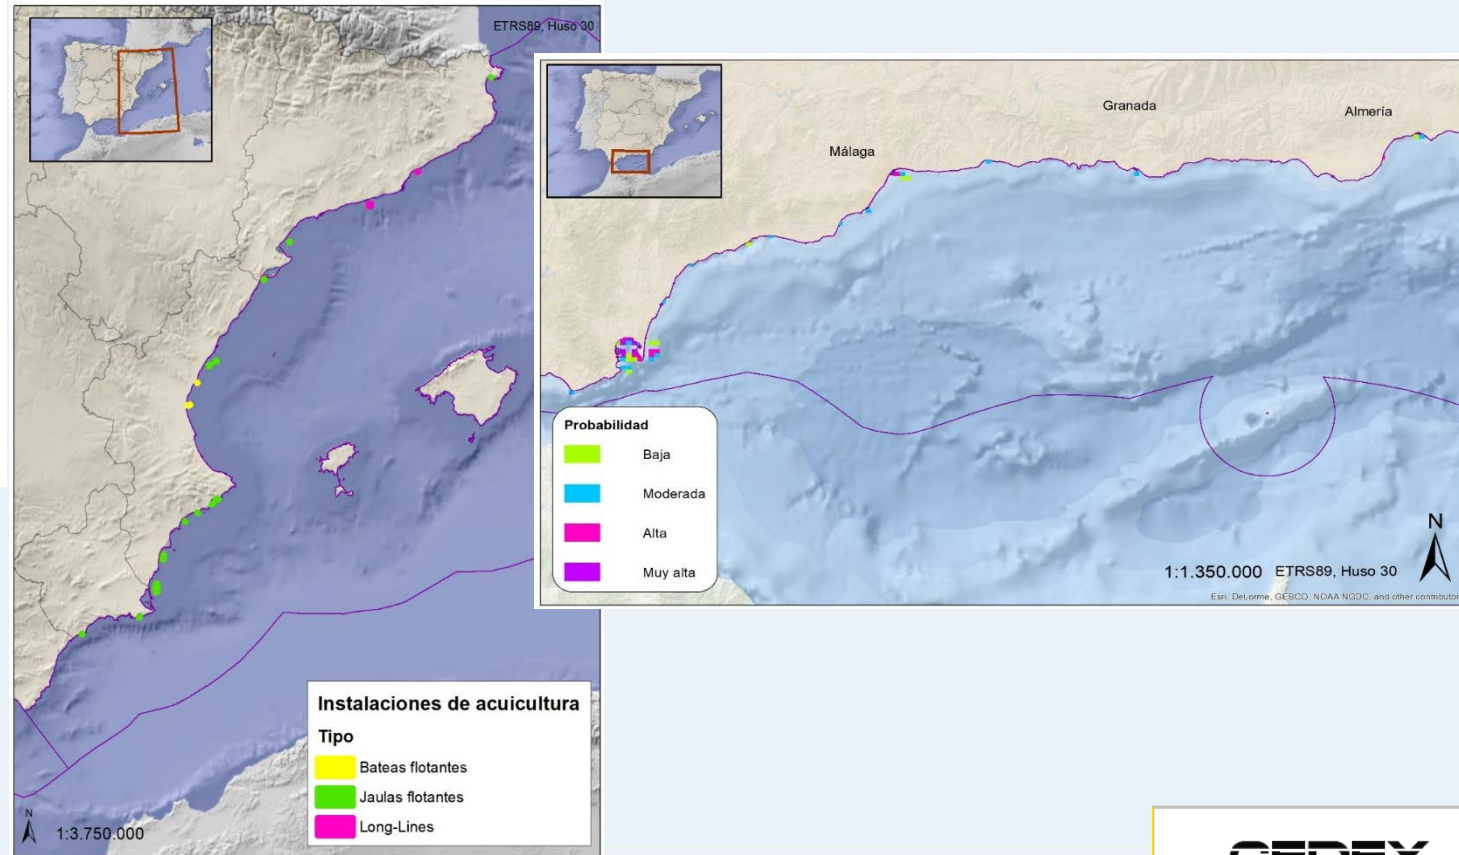 ETRS89, Huso 30
Instalaciones de acuicultura
Tipo
Bateas flotantes
Jaulas flotantes
Long-Lines
N
1:3.750.000
Granada
Almería
Málaga
Probabilidad
Baja
Moderada
Alta
Muy alta
N
1:1.350.000 ETRS89, Huso 30
Esri, DeLorme, GEBCO, NOAA NGDC, and other contributor
CEDEX